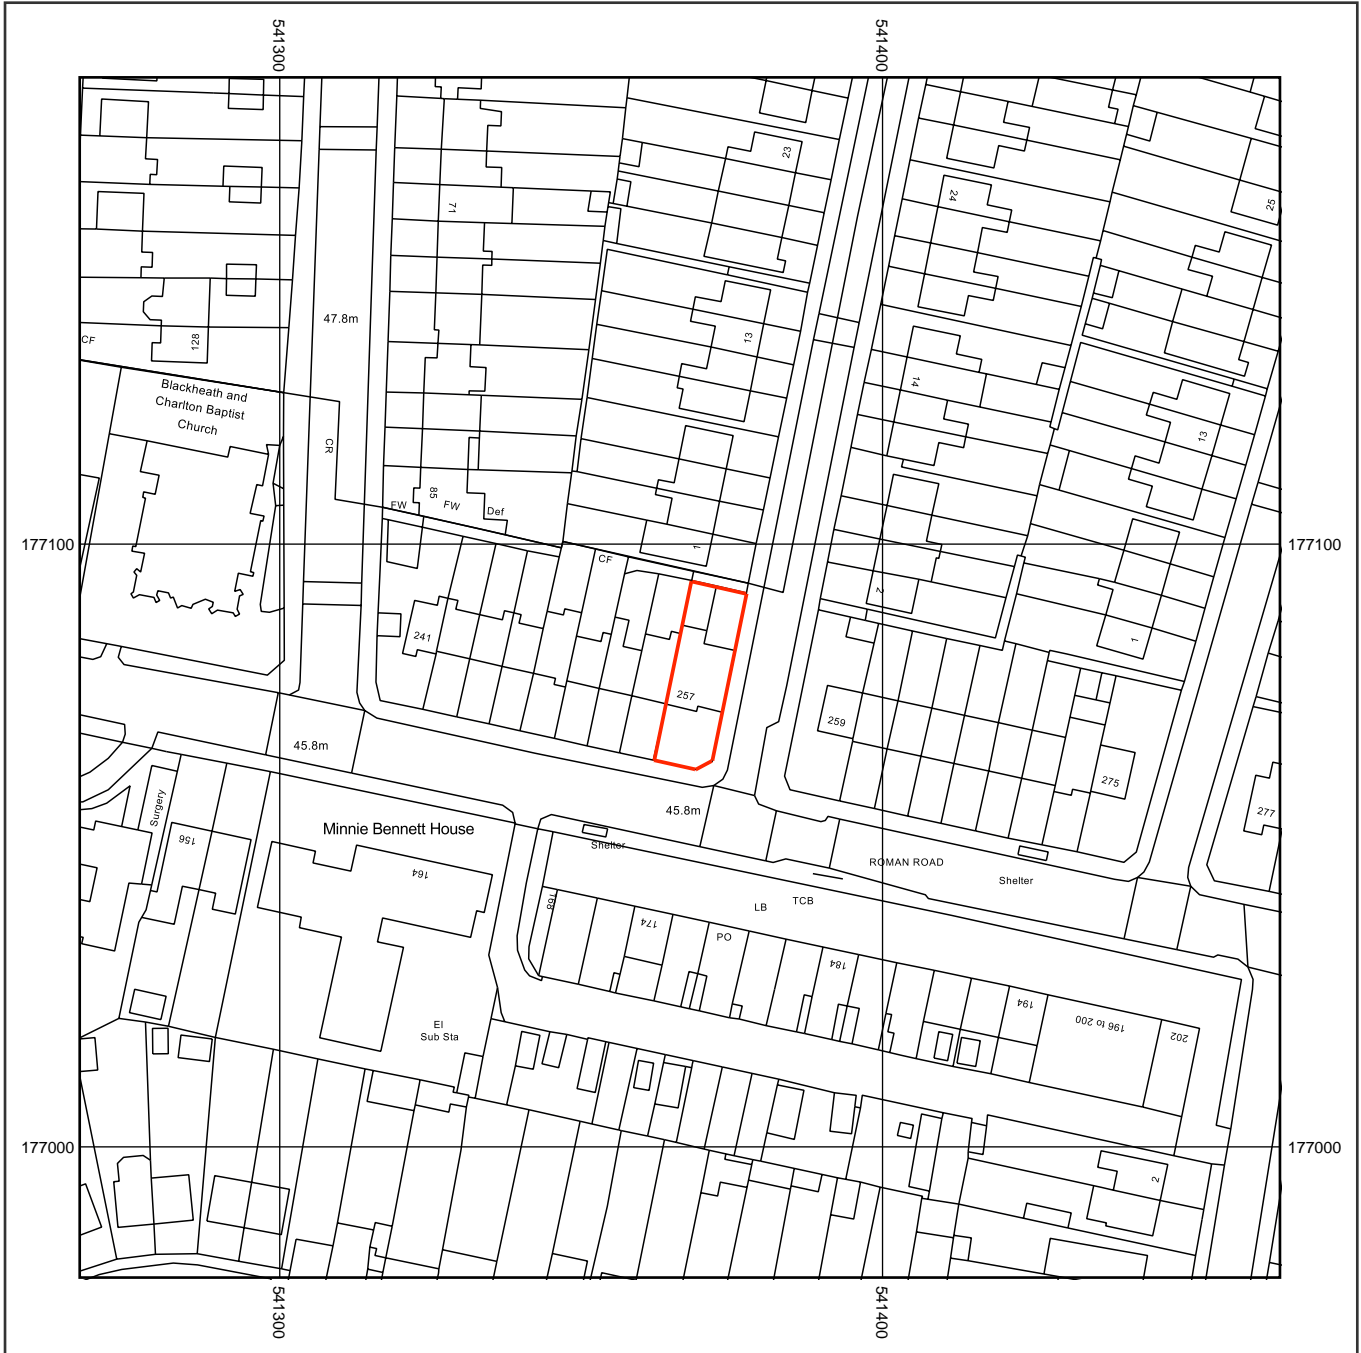 541300
541400
23
24
25
71
47.8m
13
128
CF
14
Blackheath and
Charlton Baptist
Church
13
CR
85
FW
FW
Def
177100
177100
1
CF
2
241
1
257
259
45.8m
275
45.8m
277
Surgery
156
Minnie Bennett House
Shelter
ROMAN ROAD
164
Shelter
168
TCB
LB
174
PO
184
194
196 to 200
202
El
Sub Sta
177000
177000
2
541300
541400